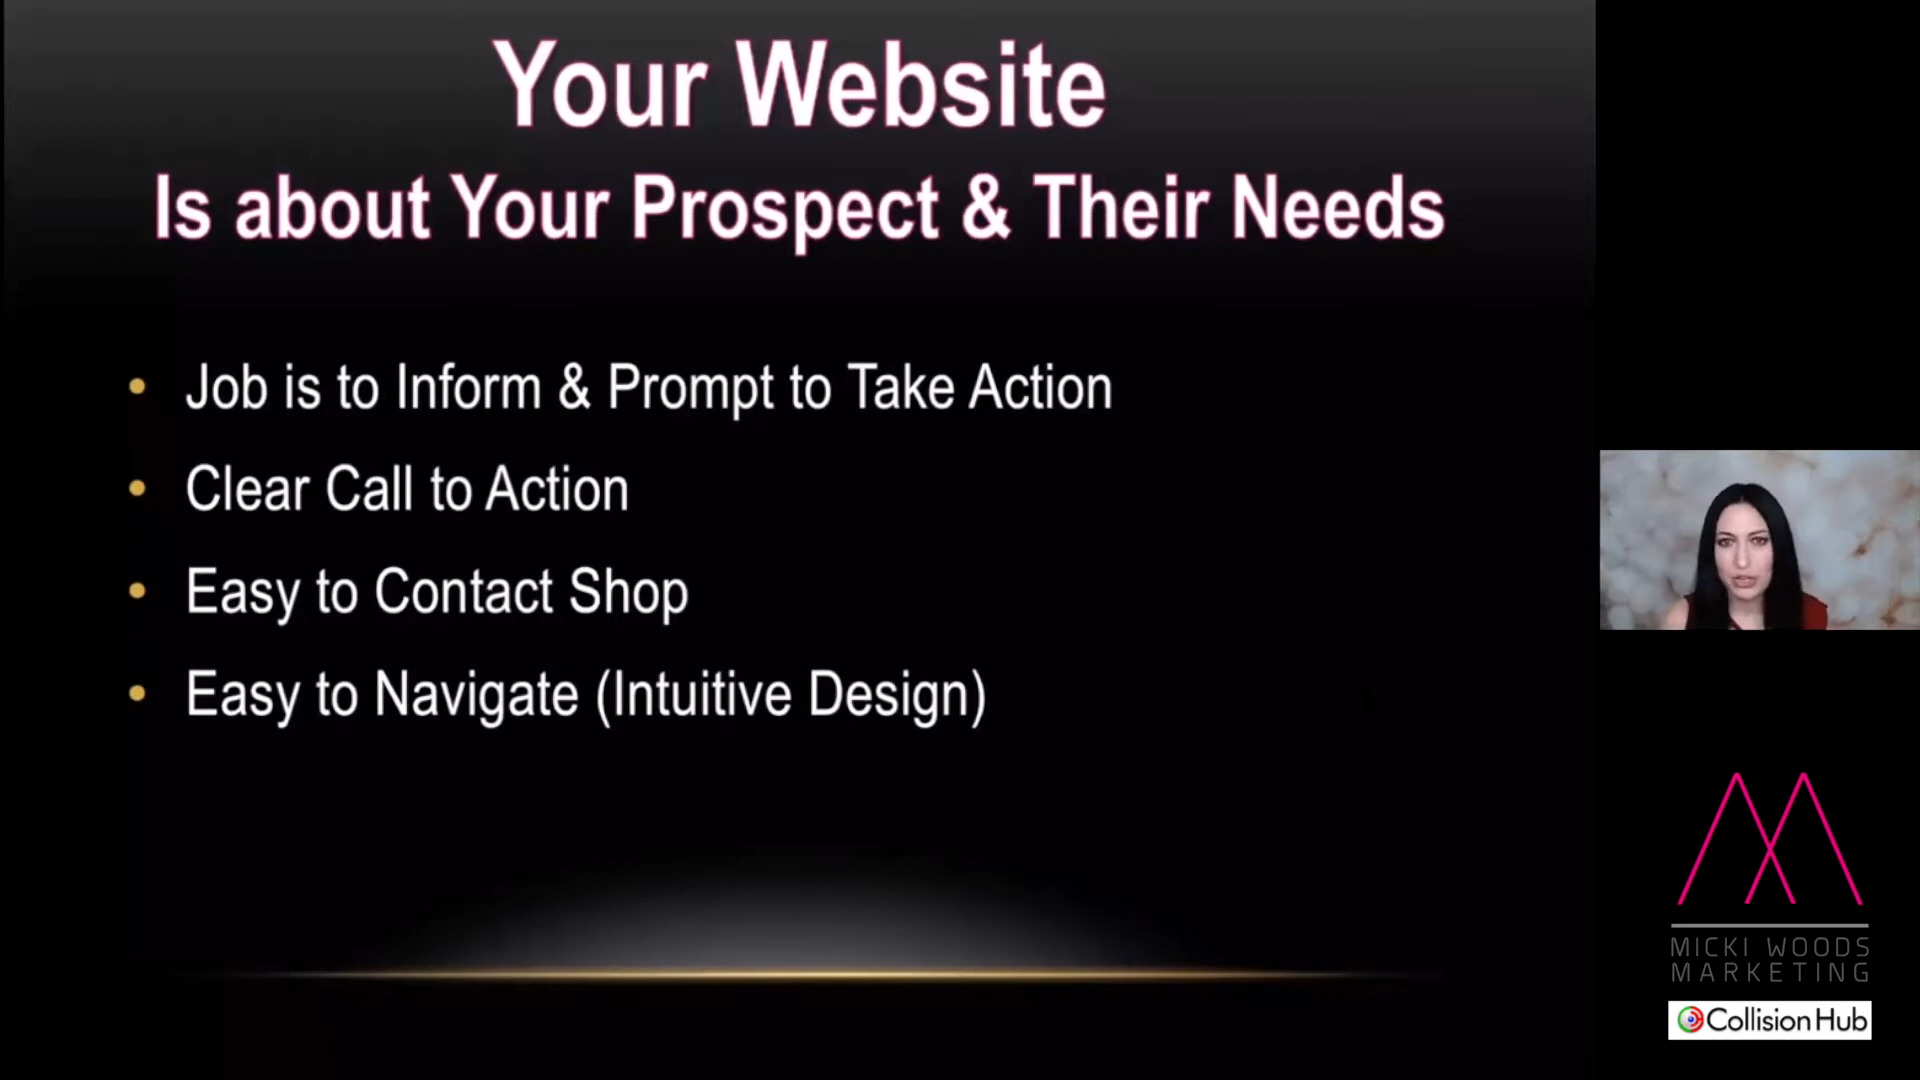 Your Website
Is about Your Prospect & Their Needs
• Job is to Inform & Prompt to Take Action
• Clear Call to Action
• Easy to Contact Shop
• Easy to Navigate (Intuitive Design)
MICKI WOODS
MARKETING
Collision Hub